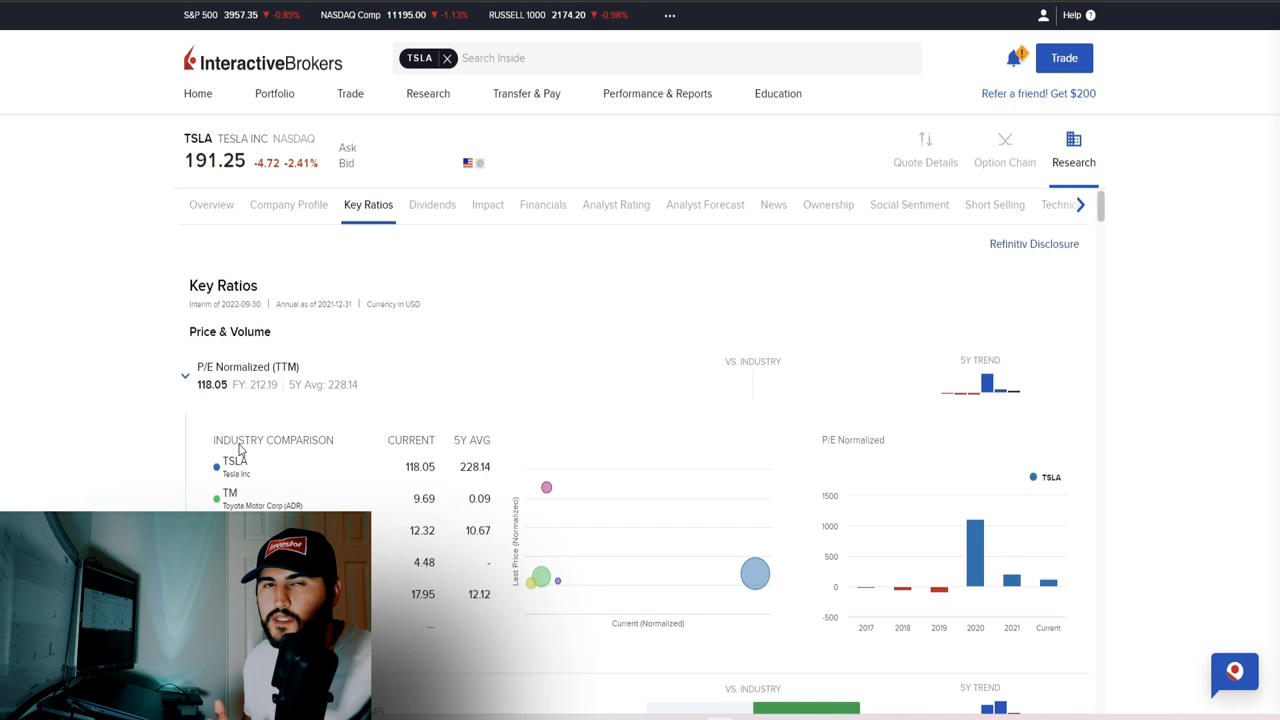 S&P 500 3957.35 ▼ -0.89% NASDAQ Comp 11195.00 ▼ -1.13% RUSSELL 1000 2174.20 ▼ -0.98% ••• Help ?
InteractiveBrokers TSLA Search Inside Trade
Home Portfolio Trade Research Transfer & Pay Performance & Reports Education Refer a friend! Get $200
TSLA TESLA INC NASDAQ
191.25 -4.72 -2.41%
Ask
Bid
Quote Details Option Chain Research
Overview Company Profile Key Ratios Dividends Impact Financials Analyst Rating Analyst Forecast News Ownership Social Sentiment Short Selling Technic
Refinitiv Disclosure
Key Ratios
Interim of 2022-09-30 | Annual as of 2021-12-31 | Currency in USD
Price & Volume
P/E Normalized (TTM)
118.05 FY: 212.19 | 5Y Avg: 228.14
VS. INDUSTRY
5Y TREND
INDUSTRY COMPARISON CURRENT 5Y AVG
TSLA
Tesla Inc
118.05 228.14
TM
Toyota Motor Corp (ADR)
9.69 0.09
12.32 10.67
4.48 -
17.95 12.12
—
Last Price (Normalized)
Current (Normalized)
P/E Normalized
TSLA
1500
1000
500
0
-500
2017 2018 2019 2020 2021 Current
Investor
VS. INDUSTRY
5Y TREND